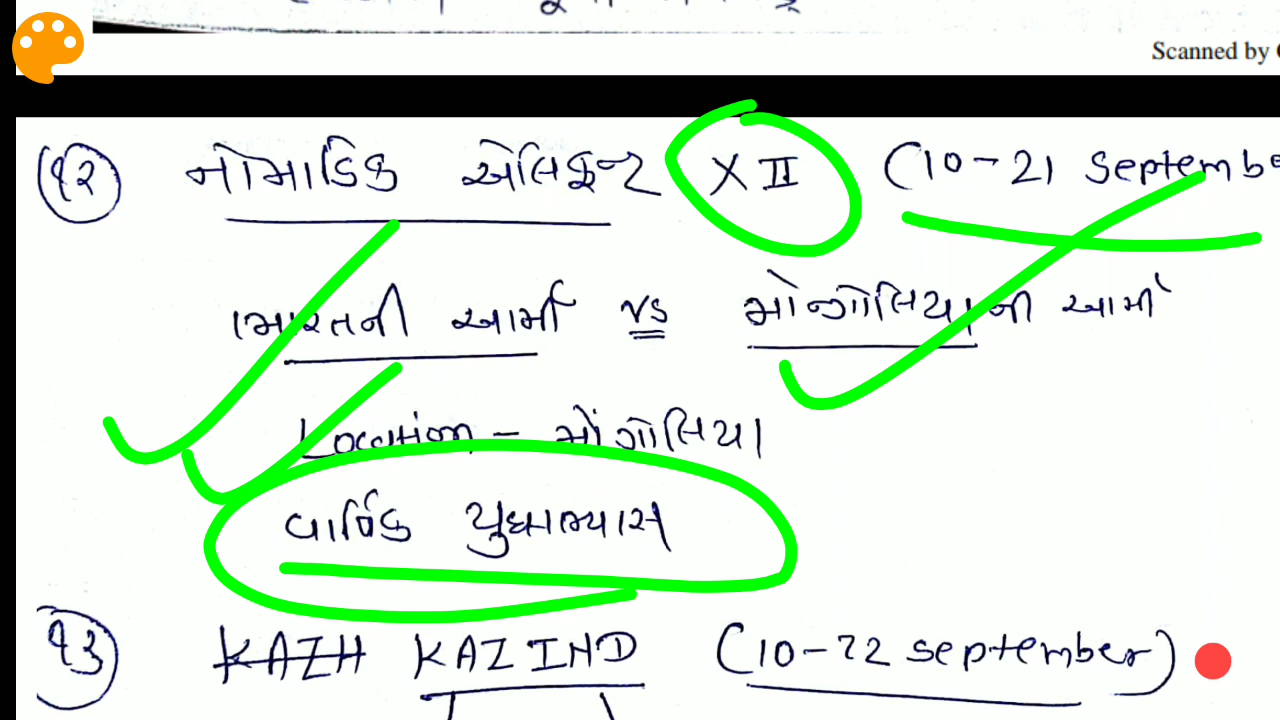 Scanned by
૧૨ નોમાડિક એલિફન્ટ XII (10-21 Septembe
ભારતની આર્મી vs મોન્ગોલિયાની આર્મી
Location - મોંગોલિયા
વાર્ષિક યુદ્ધાભ્યાસ
૧૩ KAZH KAZIND (10-22 september)